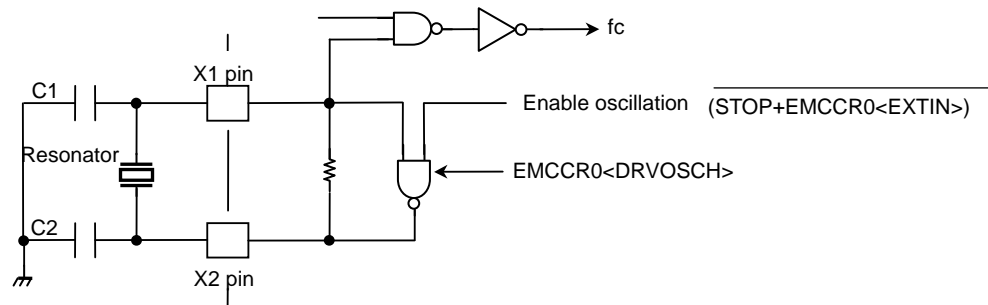 fc
X1 pin
C1
Enable oscillation (STOP+EMCCR0<EXTIN>)
Resonator
EMCCR0<DRVOSCH>
C2
X2 pin